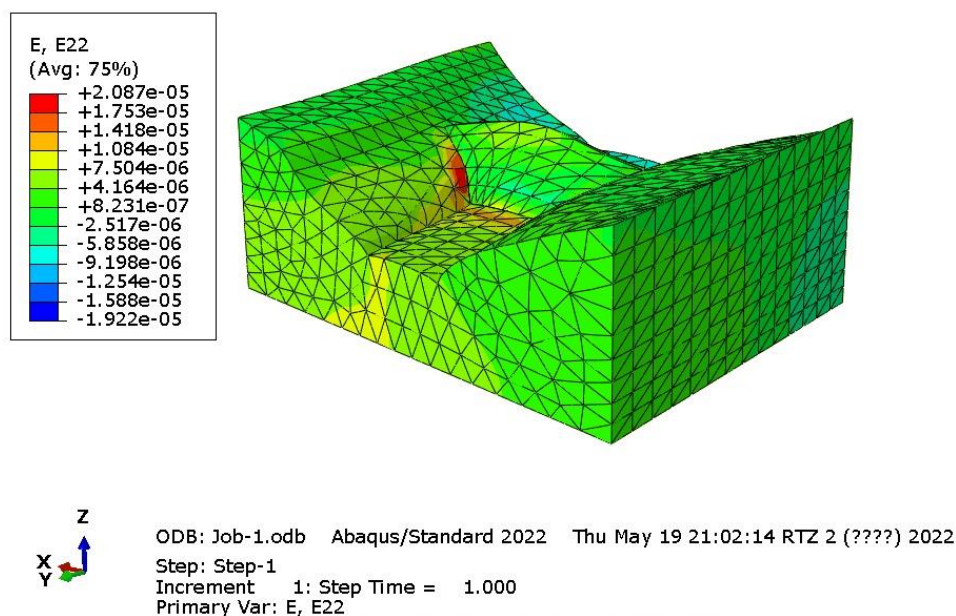 E, E22
(Avg: 75%)
+2.087e-05
+1.753e-05
+1.418e-05
+1.084e-05
+7.504e-06
+4.164e-06
+8.231e-07
-2.517e-06
-5.858e-06
-9.198e-06
-1.254e-05
-1.588e-05
-1.922e-05
Z
X
Y
ODB: Job-1.odb Abaqus/Standard 2022 Thu May 19 21:02:14 RTZ 2 (????) 2022
Step: Step-1
Increment 1: Step Time = 1.000
Primary Var: E, E22